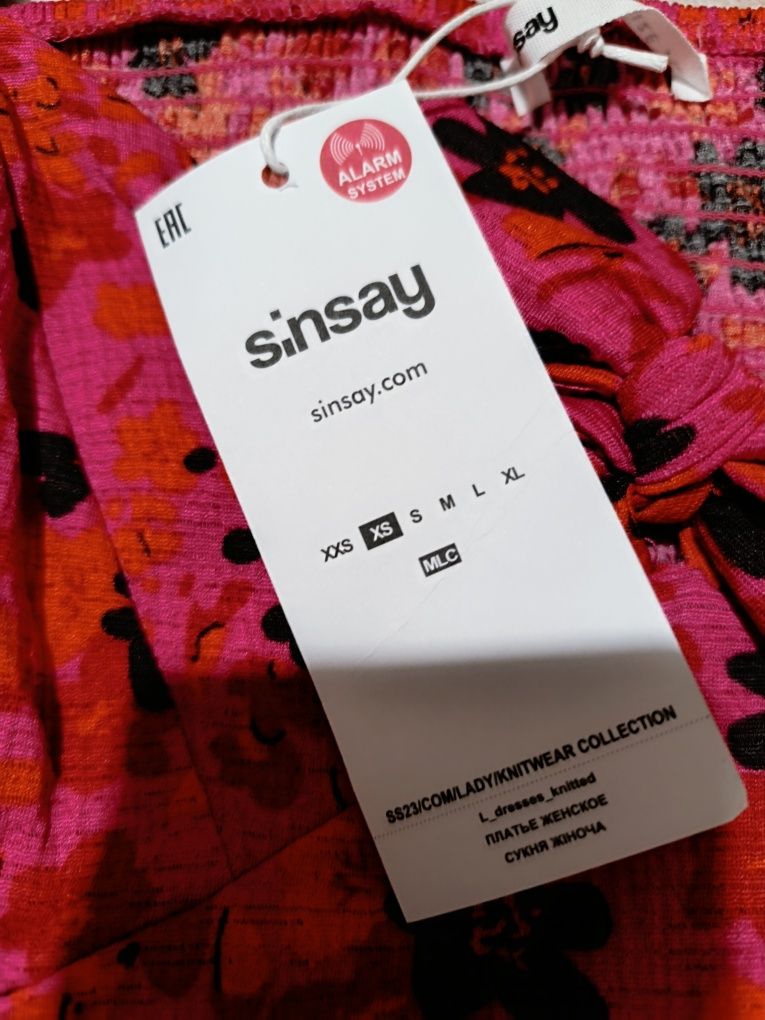 say
ALARM
SYSTEM
EAC
sinsay
sinsay.com
XXS XS S M L XL
MLC
SS23/COM/LADY/KNITWEAR COLLECTION
L_dresses_knitted
ПЛАТЬЕ ЖЕНСКОЕ
СУКНЯ ЖІНОЧА